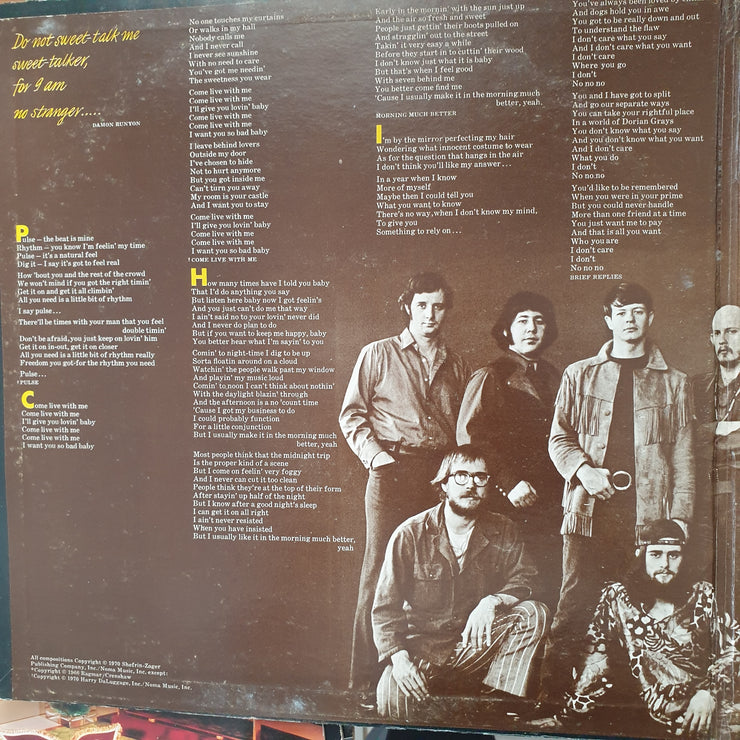 Do not sweet-talk me
sweet-talker,
for I am
no stranger.....
DAMON RUNYON
Pulse — the beat is mine
Rhythm — you know I'm feelin' my time
Pulse — it's a natural feel
Dig it — I say it's got to feel real
How 'bout you and the rest of the crowd
We won't mind if you got the right timin'
Get it on and get it all climbin'
All you need is a little bit of rhythm
I say pulse...
There'll be times with your man that you feel
double timin'
Don't be afraid, you just keep on lovin' him
Get it on in-out, get it on closer
All you need is a little bit of rhythm really
Freedom you got-for the rhythm you need
Pulse...
†PULSE
Come live with me
Come live with me
I'll give you lovin' baby
Come live with me
Come live with me
I want you so bad baby
No one touches my curtains
Or walks in my hall
Nobody calls me
And I never call
I never see sunshine
With no need to care
You've got me needin'
The sweetness you wear
Come live with me
Come live with me
I'll give you lovin' baby
Come live with me
Come live with me
I want you so bad baby
I leave behind lovers
Outside my door
I've chosen to hide
Not to hurt anymore
But you got inside me
Can't turn you away
My room is your castle
And I want you to stay
Come live with me
I'll give you lovin' baby
Come live with me
Come live with me
I want you so bad baby
†COME LIVE WITH ME
How many times have I told you baby
That I'd do anything you say
But listen here baby now I got feelin's
And you just can't do me that way
I ain't said no to your lovin' never did
And I never do plan to do
But if you want to keep me happy, baby
You better hear what I'm sayin' to you
Comin' to night-time I dig to be up
Sorta floatin around on a cloud
Watchin' the people walk past my window
And playin' my music loud
Comin' to noon I can't think about nothin'
With the daylight blazin' through
And the afternoon is a no 'count time
'Cause I got my business to do
I could probably function
For a little conjunction
But I usually make it in the morning much
better, yeah
Most people think that the midnight trip
Is the proper kind of a scene
But I come on feelin' very foxy
And I never can cut it too clean
People think they're at the top of their form
After stayin' up half of the night
But I know after a good night's sleep
I can get it on all right
I ain't never resisted
When you have insisted
But I usually like it in the morning much better,
yeah
Early in the mornin' with the sun just up
And the air so fresh and sweet
People just gettin' their boots pulled on
And stragglin' out to the street
Takin' it very easy a while
Before they start in to cuttin' their wood
I don't know just what it is baby
But that's when I feel good
With seven behind me
You better come find me
'Cause I usually make it in the morning much
better, yeah.
MORNING MUCH BETTER
I'm by the mirror perfecting my hair
Wondering what innocent costume to wear
As for the question that hangs in the air
I don't think you'll like my answer...
In a year when I know
More of myself
Maybe then I could tell you
What you want to know
There's no way, when I don't know my mind,
To give you
Something to rely on...
You've always been loved by
And dogs hold you in awe
You got to be really down and out
To understand the flaw
I don't care what you say
And I don't care what you want
I don't care
Where you go
I don't
No no no
You and I have got to split
And go our separate ways
You can take your rightful place
In a world of Dorian Grays
You don't know what you say
And you don't know what you want
And I don't care
What you do
I don't
No no no
You'd like to be remembered
When you were in your prime
But you could never handle
More than one friend at a time
You just want me to pay
And that is all you want
Who you are
I don't care
I don't
No no no
BRIEF REPLIES
All compositions Copyright © 1970 Shefrin-Zager
Publishing Company, Inc./Noma Music, Inc. except:
*Copyright © 1968 Ragmar/Crenshaw
†Copyright © 1970 Harry DaLuggage, Inc./Noma Music, Inc.